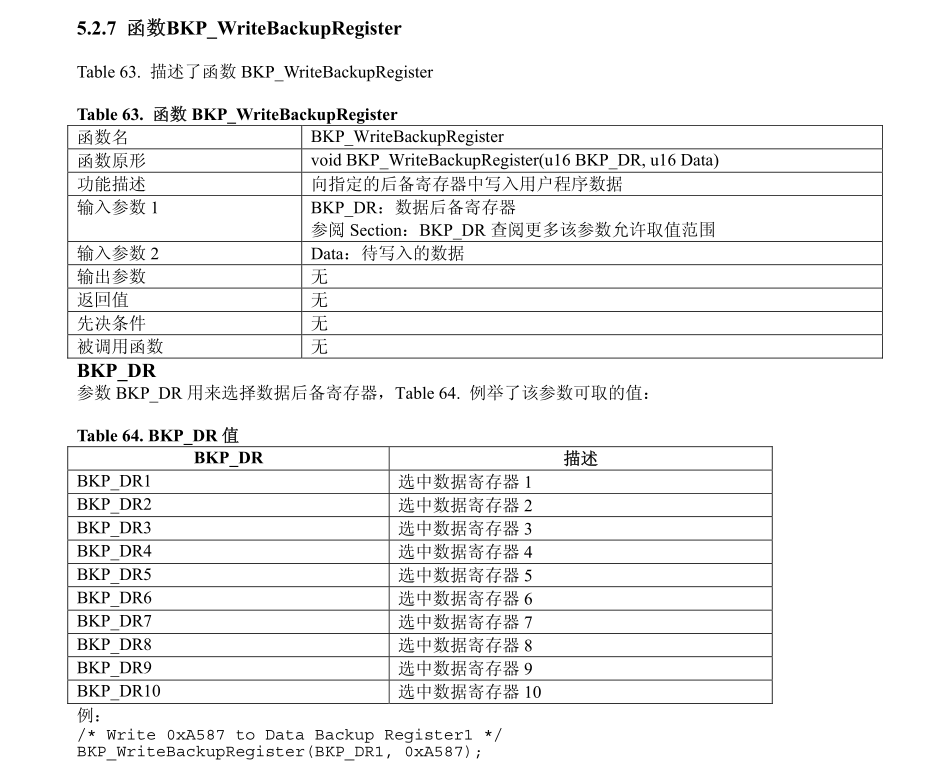 5.2.7 函数BKP_WriteBackupRegister
Table 63. 描述了函数 BKP_WriteBackupRegister
Table 63. 函数 BKP_WriteBackupRegister
函数名 BKP_WriteBackupRegister
函数原形 void BKP_WriteBackupRegister(u16 BKP_DR, u16 Data)
功能描述 向指定的后备寄存器中写入用户程序数据
输入参数 1 BKP_DR：数据后备寄存器
参阅 Section：BKP_DR 查阅更多该参数允许取值范围
输入参数 2 Data：待写入的数据
输出参数 无
返回值 无
先决条件 无
被调用函数 无
BKP_DR
参数 BKP_DR 用来选择数据后备寄存器，Table 64. 例举了该参数可取的值：
Table 64. BKP_DR 值
BKP_DR 描述
BKP_DR1 选中数据寄存器 1
BKP_DR2 选中数据寄存器 2
BKP_DR3 选中数据寄存器 3
BKP_DR4 选中数据寄存器 4
BKP_DR5 选中数据寄存器 5
BKP_DR6 选中数据寄存器 6
BKP_DR7 选中数据寄存器 7
BKP_DR8 选中数据寄存器 8
BKP_DR9 选中数据寄存器 9
BKP_DR10 选中数据寄存器 10
例：
/* Write 0xA587 to Data Backup Register1 */
BKP_WriteBackupRegister(BKP_DR1, 0xA587);